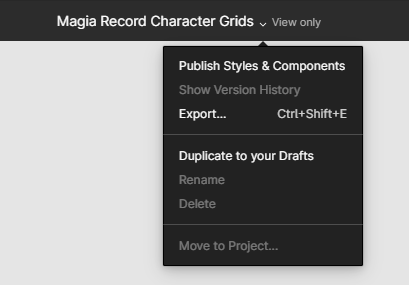 Magia Record Character Grids View only
Publish Styles & Components
Show Version History
Export... Ctrl+Shift+E
Duplicate to your Drafts
Rename
Delete
Move to Project...